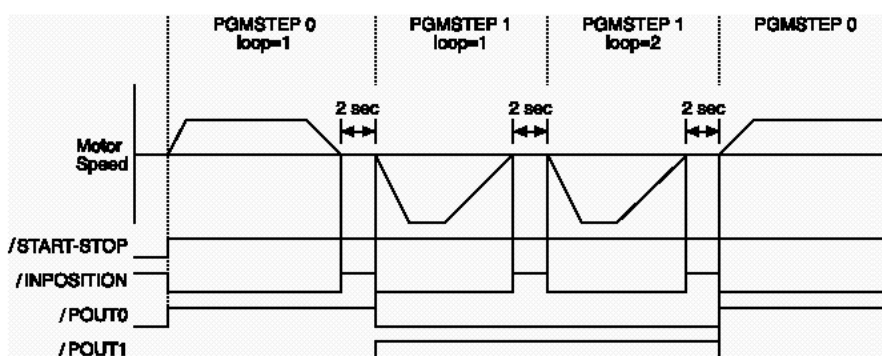 PGMSTEP 0
loop=1
PGMSTEP 1
loop=1
PGMSTEP 1
loop=2
PGMSTEP 0
2 sec
2 sec
2 sec
Motor
Speed
/START-STOP
/INPOSITION
/POUT0
/POUT1